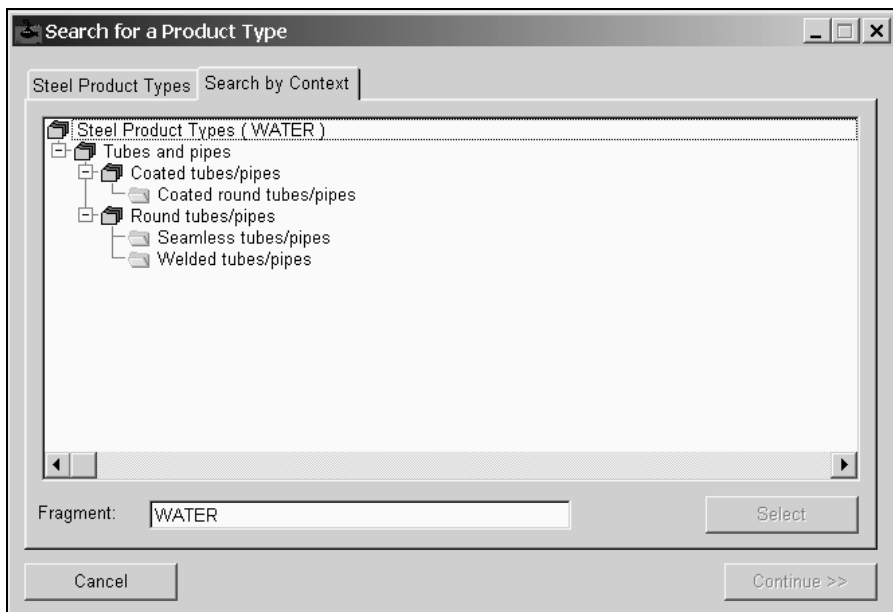 Search for a Product Type
Steel Product Types
Search by Context
Steel Product Types ( WATER )
Tubes and pipes
Coated tubes/pipes
Coated round tubes/pipes
Round tubes/pipes
Seamless tubes/pipes
Welded tubes/pipes
Fragment:
WATER
Select
Cancel
Continue >>